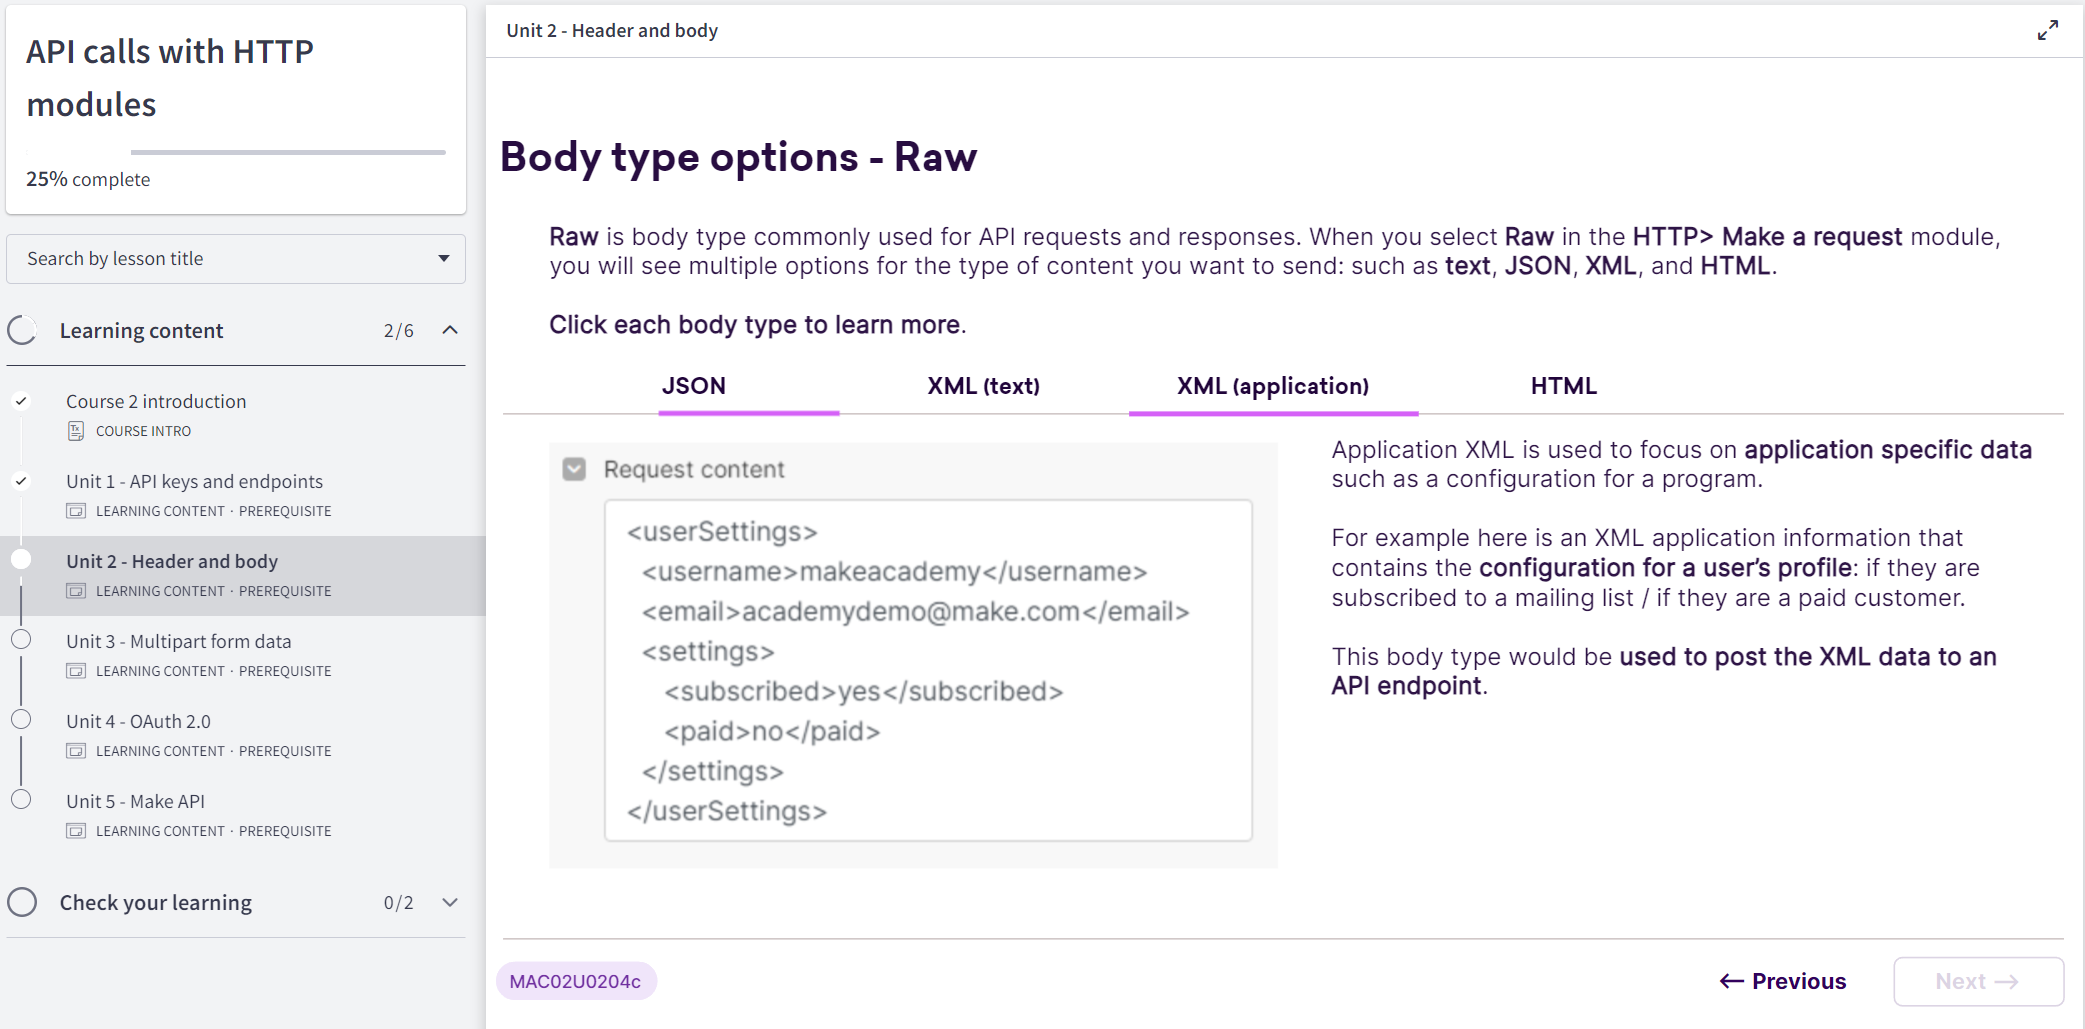 API calls with HTTP
modules
25% complete
Search by lesson title
Learning content 2/6
Course 2 introduction
COURSE INTRO
Unit 1 - API keys and endpoints
LEARNING CONTENT · PREREQUISITE
Unit 2 - Header and body
LEARNING CONTENT · PREREQUISITE
Unit 3 - Multipart form data
LEARNING CONTENT · PREREQUISITE
Unit 4 - OAuth 2.0
LEARNING CONTENT · PREREQUISITE
Unit 5 - Make API
LEARNING CONTENT · PREREQUISITE
Check your learning 0/2
Unit 2 - Header and body
Body type options - Raw
Raw is body type commonly used for API requests and responses. When you select Raw in the HTTP> Make a request module,
you will see multiple options for the type of content you want to send: such as text, JSON, XML, and HTML.
Click each body type to learn more.
JSON XML (text) XML (application) HTML
Request content
<userSettings>
<username>makeacademy</username>
<email>academydemo@make.com</email>
<settings>
<subscribed>yes</subscribed>
<paid>no</paid>
</settings>
</userSettings>
Application XML is used to focus on application specific data
such as a configuration for a program.
For example here is an XML application information that
contains the configuration for a user's profile: if they are
subscribed to a mailing list / if they are a paid customer.
This body type would be used to post the XML data to an
API endpoint.
MAC02U0204c
← Previous
Next →